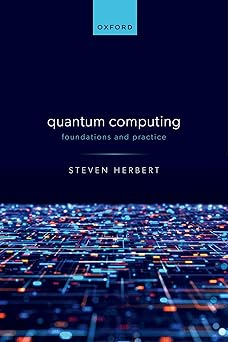 OXFORD
quantum computing
foundations and practice
STEVEN HERBERT